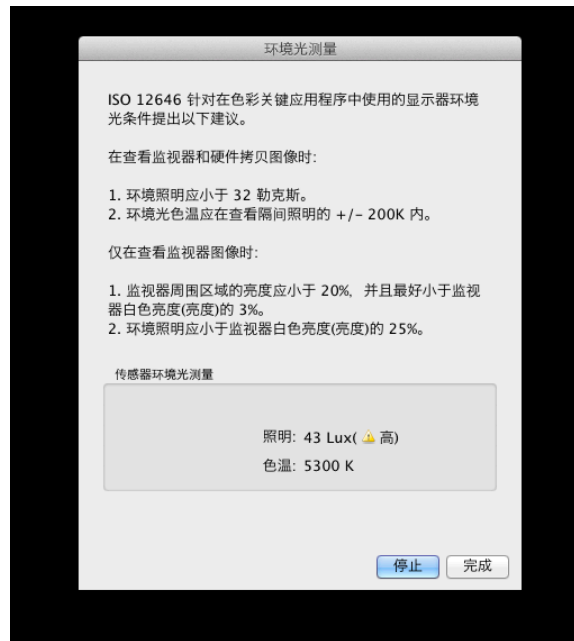 环境光测量
ISO 12646 针对在色彩关键应用程序中使用的显示器环境
光条件提出以下建议。
在查看监视器和硬件拷贝图像时:
1. 环境照明应小于 32 勒克斯。
2. 环境光色温应在查看隔间照明的 +/- 200K 内。
仅在查看监视器图像时:
1. 监视器周围区域的亮度应小于 20%，并且最好小于监视
器白色亮度(亮度)的 3%。
2. 环境照明应小于监视器白色亮度(亮度)的 25%。
传感器环境光测量
照明: 43 Lux( 高)
色温: 5300 K
停止 完成